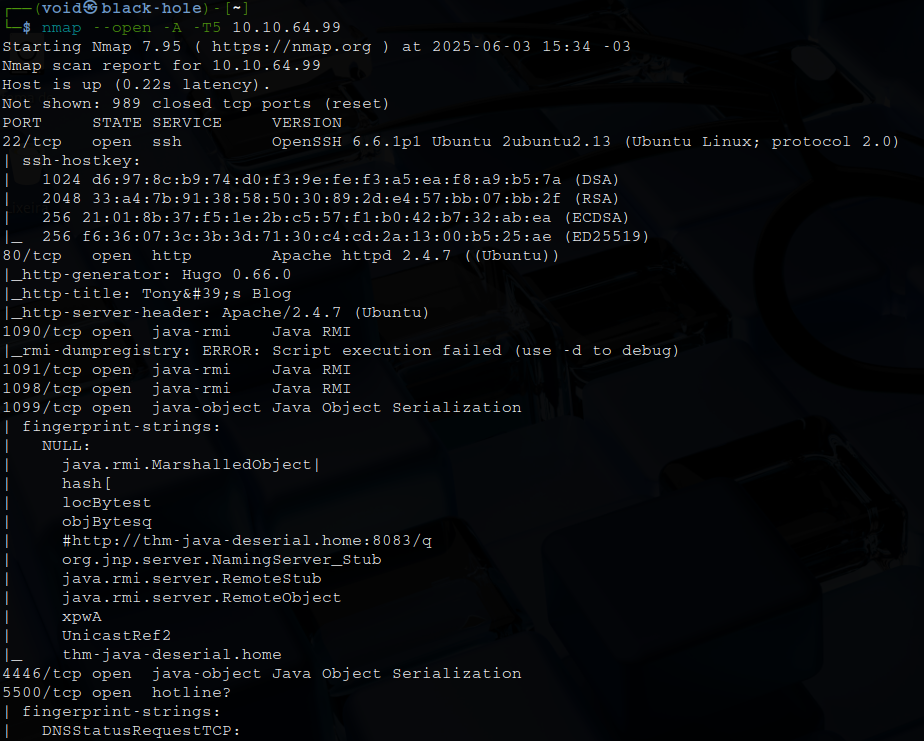 ┌──(void㉿black-hole)-[~]
└─$ nmap --open -A -T5 10.10.64.99
Starting Nmap 7.95 ( https://nmap.org ) at 2025-06-03 15:34 -03
Nmap scan report for 10.10.64.99
Host is up (0.22s latency).
Not shown: 989 closed tcp ports (reset)
PORT     STATE SERVICE     VERSION
22/tcp   open  ssh         OpenSSH 6.6.1p1 Ubuntu 2ubuntu2.13 (Ubuntu Linux; protocol 2.0)
| ssh-hostkey:
|   1024 d6:97:8c:b9:74:d0:f3:9e:fe:f3:a5:ea:f8:a9:b5:7a (DSA)
|   2048 33:a4:7b:91:38:58:50:30:89:2d:e4:57:bb:07:bb:2f (RSA)
|   256 21:01:8b:37:f5:1e:2b:c5:57:f1:b0:42:b7:32:ab:ea (ECDSA)
|_  256 f6:36:07:3c:3b:3d:71:30:c4:cd:2a:13:00:b5:25:ae (ED25519)
80/tcp   open  http        Apache httpd 2.4.7 ((Ubuntu))
|_http-generator: Hugo 0.66.0
|_http-title: Tony&#39;s Blog
|_http-server-header: Apache/2.4.7 (Ubuntu)
1090/tcp open  java-rmi    Java RMI
|_rmi-dumpregistry: ERROR: Script execution failed (use -d to debug)
1091/tcp open  java-rmi    Java RMI
1098/tcp open  java-rmi    Java RMI
1099/tcp open  java-object Java Object Serialization
| fingerprint-strings:
|   NULL:
|     java.rmi.MarshalledObject|
|     hash[
|     locBytest
|     objBytesq
|     #http://thm-java-deserial.home:8083/q
|     org.jnp.server.NamingServer_Stub
|     java.rmi.server.RemoteStub
|     java.rmi.server.RemoteObject
|     xpwA
|     UnicastRef2
|_    thm-java-deserial.home
4446/tcp open  java-object Java Object Serialization
5500/tcp open  hotline?
| fingerprint-strings:
|   DNSStatusRequestTCP: